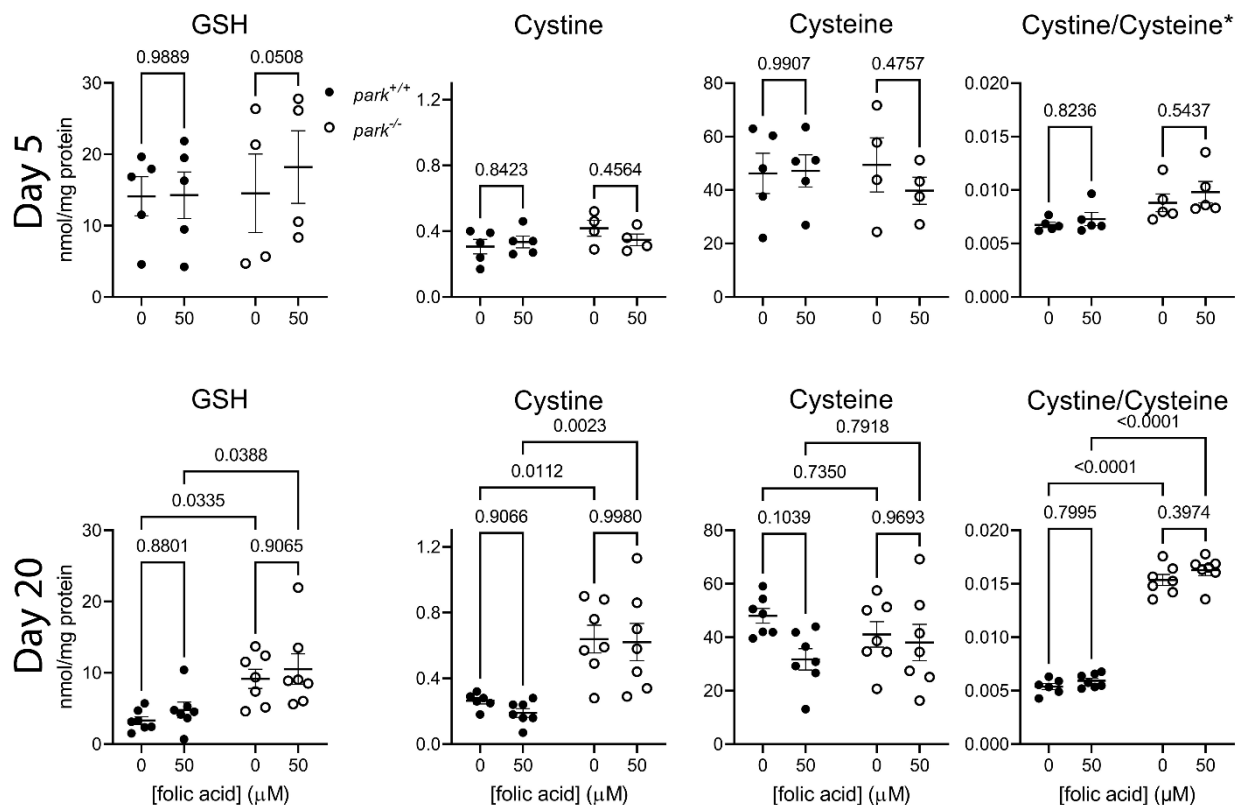 GSH Cystine Cysteine Cystine/Cysteine*
0.9889 0.0508 0.8423 0.4564 0.9907 0.4757 0.8236 0.5437
park+/+
park-/-
Day 5
nmol/mg protein
30 1.2 80 0.020
20 0.8 60 0.015
10 0.4 40 0.010
20 0.005
0 0.0 0 0.000
0 50 0 50 0 50 0 50 0 50 0 50 0 50 0 50
GSH Cystine Cysteine Cystine/Cysteine
0.0388 0.0023 0.7918 <0.0001
0.0335 0.0112 0.7350 <0.0001
0.8801 0.9065 0.9066 0.9980 0.1039 0.9693 0.7995 0.3974
Day 20
nmol/mg protein
30 1.2 80 0.020
20 0.8 60 0.015
10 0.4 40 0.010
20 0.005
0 0.0 0 0.000
0 50 0 50 0 50 0 50 0 50 0 50 0 50 0 50
[folic acid] (μM) [folic acid] (μM) [folic acid] (μM) [folic acid] (μM)